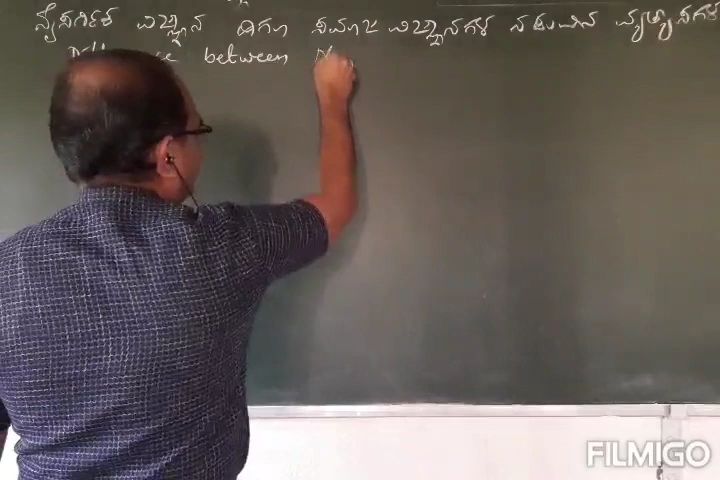 ನೈಸರ್ಗಿಕ ವಿಜ್ಞಾನ ಹಾಗೂ ಸಮಾಜ ವಿಜ್ಞಾನಗಳ ನಡುವಿನ ವ್ಯತ್ಯಾಸಗಳ
between
FILMIGO